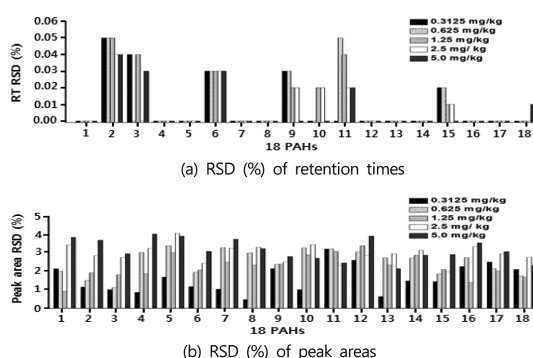 0.06
0.05
0.04
0.03
0.02
0.01
0.00
RT RSD (%)
0.3125 mg/kg
0.625 mg/kg
1.25 mg/kg
2.5 mg/ kg
5.0 mg/kg
1 2 3 4 5 6 7 8 9 10 11 12 13 14 15 16 17 18
18 PAHs
(a) RSD (%) of retention times
5
4
3
2
1
0
Peak area RSD (%)
0.3125 mg/kg
0.625 mg/kg
1.25 mg/kg
2.5 mg/ kg
5.0 mg/kg
1 2 3 4 5 6 7 8 9 10 11 12 13 14 15 16 17 18
18 PAHs
(b) RSD (%) of peak areas